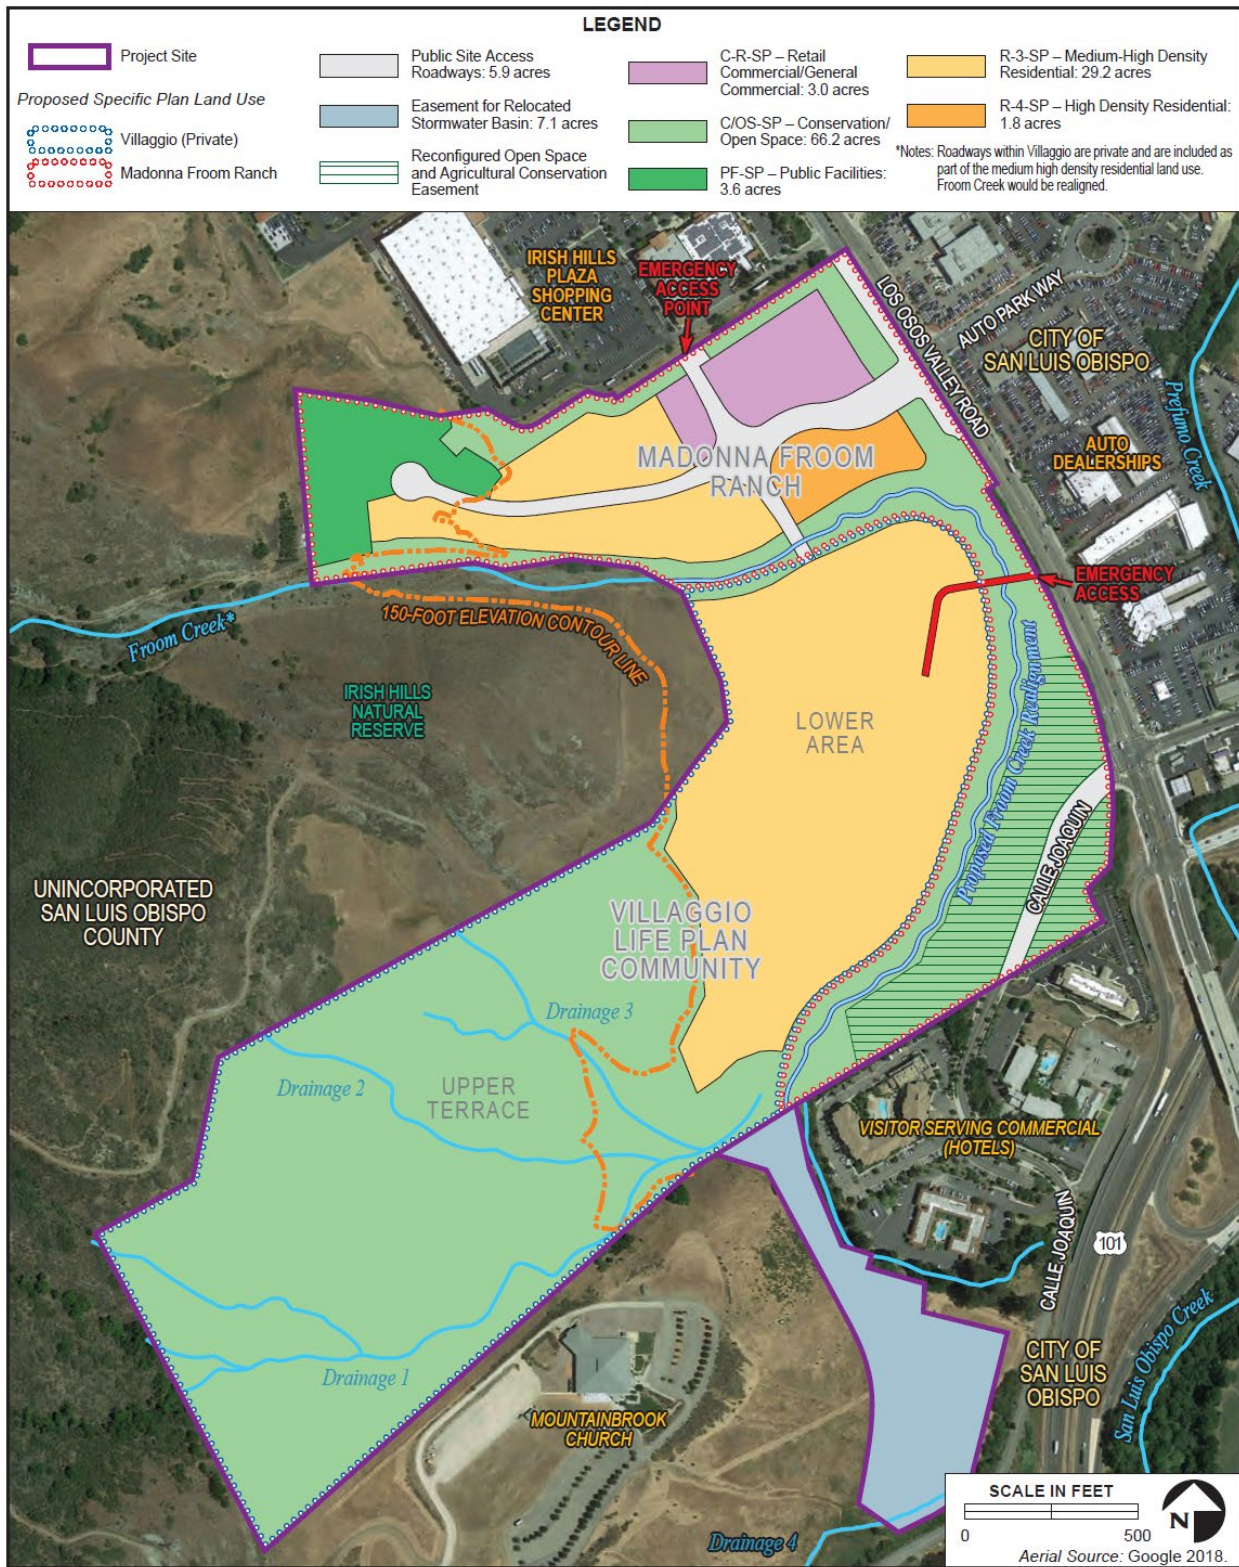 LEGEND
Project Site
Proposed Specific Plan Land Use
Villaggio (Private)
Madonna Froom Ranch
Public Site Access
Roadways: 5.9 acres
Easement for Relocated
Stormwater Basin: 7.1 acres
Reconfigured Open Space
and Agricultural Conservation
Easement
C-R-SP – Retail
Commercial/General
Commercial: 3.0 acres
C/OS-SP – Conservation/
Open Space: 66.2 acres
PF-SP – Public Facilities:
3.6 acres
R-3-SP – Medium-High Density
Residential: 29.2 acres
R-4-SP – High Density Residential:
1.8 acres
*Notes: Roadways within Villaggio are private and are included as
part of the medium high density residential land use.
Froom Creek would be realigned.
IRISH HILLS
PLAZA
SHOPPING
CENTER
EMERGENCY
ACCESS
POINT
LOS OSOS VALLEY ROAD
AUTO PARK WAY
CITY OF
SAN LUIS OBISPO
Prefumo Creek
AUTO
DEALERSHIPS
MADONNA FROOM
RANCH
EMERGENCY
ACCESS
Froom Creek*
150-FOOT ELEVATION CONTOUR LINE
IRISH HILLS
NATURAL
RESERVE
LOWER
AREA
Proposed Froom Creek Realignment
CALLE JOAQUIN
UNINCORPORATED
SAN LUIS OBISPO
COUNTY
VILLAGGIO
LIFE PLAN
COMMUNITY
Drainage 3
Drainage 2
UPPER
TERRACE
VISITOR SERVING COMMERCIAL
(HOTELS)
CALLE JOAQUIN
101
San Luis Obispo Creek
CITY OF
SAN LUIS
OBISPO
Drainage 1
MOUNTAINBROOK
CHURCH
Drainage 4
SCALE IN FEET
0 500
N
Aerial Source: Google 2018.